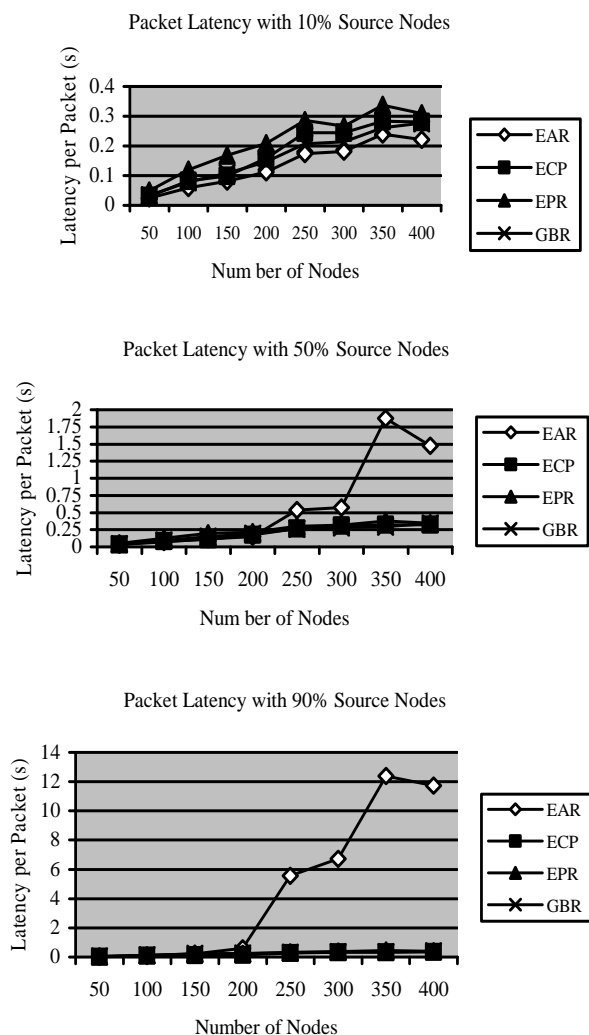 Packet Latency with 10% Source Nodes
Latency per Packet (s)
0.4
0.3
0.2
0.1
0
50 100 150 200 250 300 350 400
Num ber of Nodes
EAR
ECP
EPR
GBR
Packet Latency with 50% Source Nodes
Latency per Packet (s)
2
1.75
1.5
1.25
1
0.75
0.5
0.25
0
50 100 150 200 250 300 350 400
Num ber of Nodes
EAR
ECP
EPR
GBR
Packet Latency with 90% Source Nodes
Latency per Packet (s)
14
12
10
8
6
4
2
0
50 100 150 200 250 300 350 400
Number of Nodes
EAR
ECP
EPR
GBR